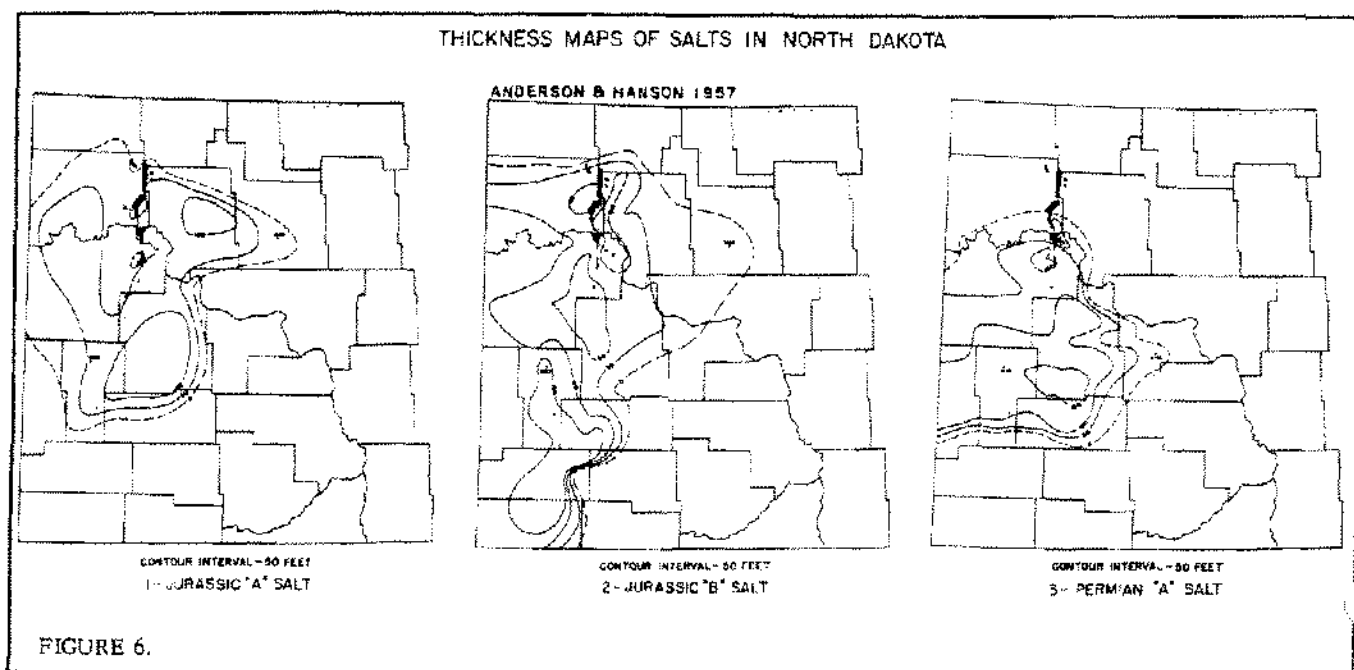 THICKNESS MAPS OF SALTS IN NORTH DAKOTA
ANDERSON & HANSON 1957
CONTOUR INTERVAL-50 FEET
1-JURASSIC "A" SALT
CONTOUR INTERVAL-50 FEET
2-JURASSIC "B" SALT
CONTOUR INTERVAL-50 FEET
3- PERMIAN "A" SALT
FIGURE 6.